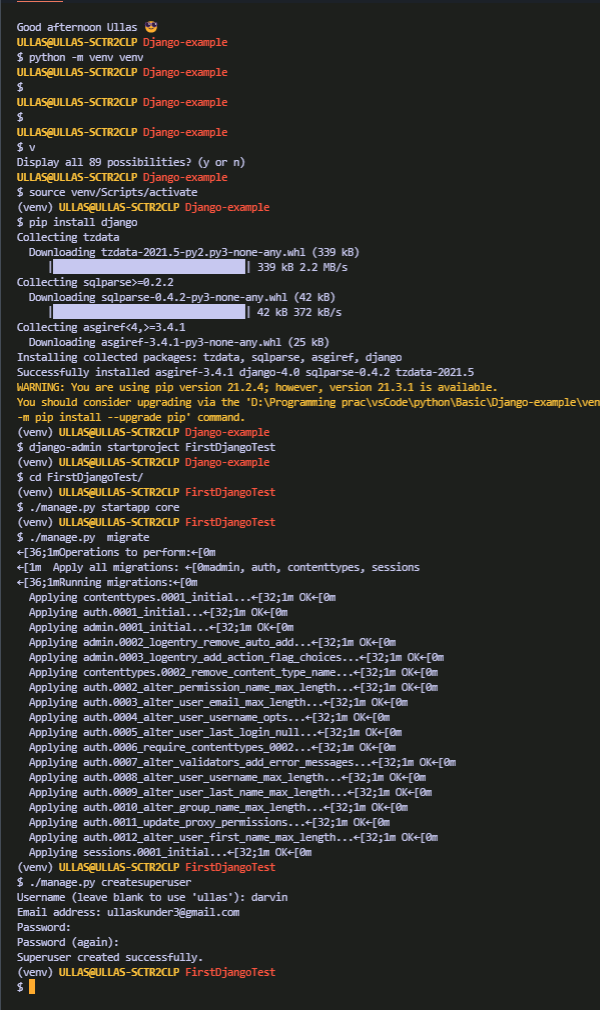 Good afternoon Ullas 😎
ULLAS@ULLAS-SCTR2CLP Django-example
$ python -m venv venv
ULLAS@ULLAS-SCTR2CLP Django-example
$
ULLAS@ULLAS-SCTR2CLP Django-example
$
ULLAS@ULLAS-SCTR2CLP Django-example
$ v
Display all 89 possibilities? (y or n)
ULLAS@ULLAS-SCTR2CLP Django-example
$ source venv/Scripts/activate
(venv) ULLAS@ULLAS-SCTR2CLP Django-example
$ pip install django
Collecting tzdata
  Downloading tzdata-2021.5-py2.py3-none-any.whl (339 kB)
     |████████████████████████████████| 339 kB 2.2 MB/s
Collecting sqlparse>=0.2.2
  Downloading sqlparse-0.4.2-py3-none-any.whl (42 kB)
     |████████████████████████████████| 42 kB 372 kB/s
Collecting asgiref<4,>=3.4.1
  Downloading asgiref-3.4.1-py3-none-any.whl (25 kB)
Installing collected packages: tzdata, sqlparse, asgiref, django
Successfully installed asgiref-3.4.1 django-4.0 sqlparse-0.4.2 tzdata-2021.5
WARNING: You are using pip version 21.2.4; however, version 21.3.1 is available.
You should consider upgrading via the 'D:\Programming prac\vsCode\python\Basic\Django-example\ven
-m pip install --upgrade pip' command.
(venv) ULLAS@ULLAS-SCTR2CLP Django-example
$ django-admin startproject FirstDjangoTest
(venv) ULLAS@ULLAS-SCTR2CLP Django-example
$ cd FirstDjangoTest/
(venv) ULLAS@ULLAS-SCTR2CLP FirstDjangoTest
$ ./manage.py startapp core
(venv) ULLAS@ULLAS-SCTR2CLP FirstDjangoTest
$ ./manage.py  migrate
←[36;1mOperations to perform:←[0m
←[1m  Apply all migrations: ←[0madmin, auth, contenttypes, sessions
←[36;1mRunning migrations:←[0m
  Applying contenttypes.0001_initial...←[32;1m OK←[0m
  Applying auth.0001_initial...←[32;1m OK←[0m
  Applying admin.0001_initial...←[32;1m OK←[0m
  Applying admin.0002_logentry_remove_auto_add...←[32;1m OK←[0m
  Applying admin.0003_logentry_add_action_flag_choices...←[32;1m OK←[0m
  Applying contenttypes.0002_remove_content_type_name...←[32;1m OK←[0m
  Applying auth.0002_alter_permission_name_max_length...←[32;1m OK←[0m
  Applying auth.0003_alter_user_email_max_length...←[32;1m OK←[0m
  Applying auth.0004_alter_user_username_opts...←[32;1m OK←[0m
  Applying auth.0005_alter_user_last_login_null...←[32;1m OK←[0m
  Applying auth.0006_require_contenttypes_0002...←[32;1m OK←[0m
  Applying auth.0007_alter_validators_add_error_messages...←[32;1m OK←[0m
  Applying auth.0008_alter_user_username_max_length...←[32;1m OK←[0m
  Applying auth.0009_alter_user_last_name_max_length...←[32;1m OK←[0m
  Applying auth.0010_alter_group_name_max_length...←[32;1m OK←[0m
  Applying auth.0011_update_proxy_permissions...←[32;1m OK←[0m
  Applying auth.0012_alter_user_first_name_max_length...←[32;1m OK←[0m
  Applying sessions.0001_initial...←[32;1m OK←[0m
(venv) ULLAS@ULLAS-SCTR2CLP FirstDjangoTest
$ ./manage.py createsuperuser
Username (leave blank to use 'ullas'): darvin
Email address: ullaskunder3@gmail.com
Password:
Password (again):
Superuser created successfully.
(venv) ULLAS@ULLAS-SCTR2CLP FirstDjangoTest
$